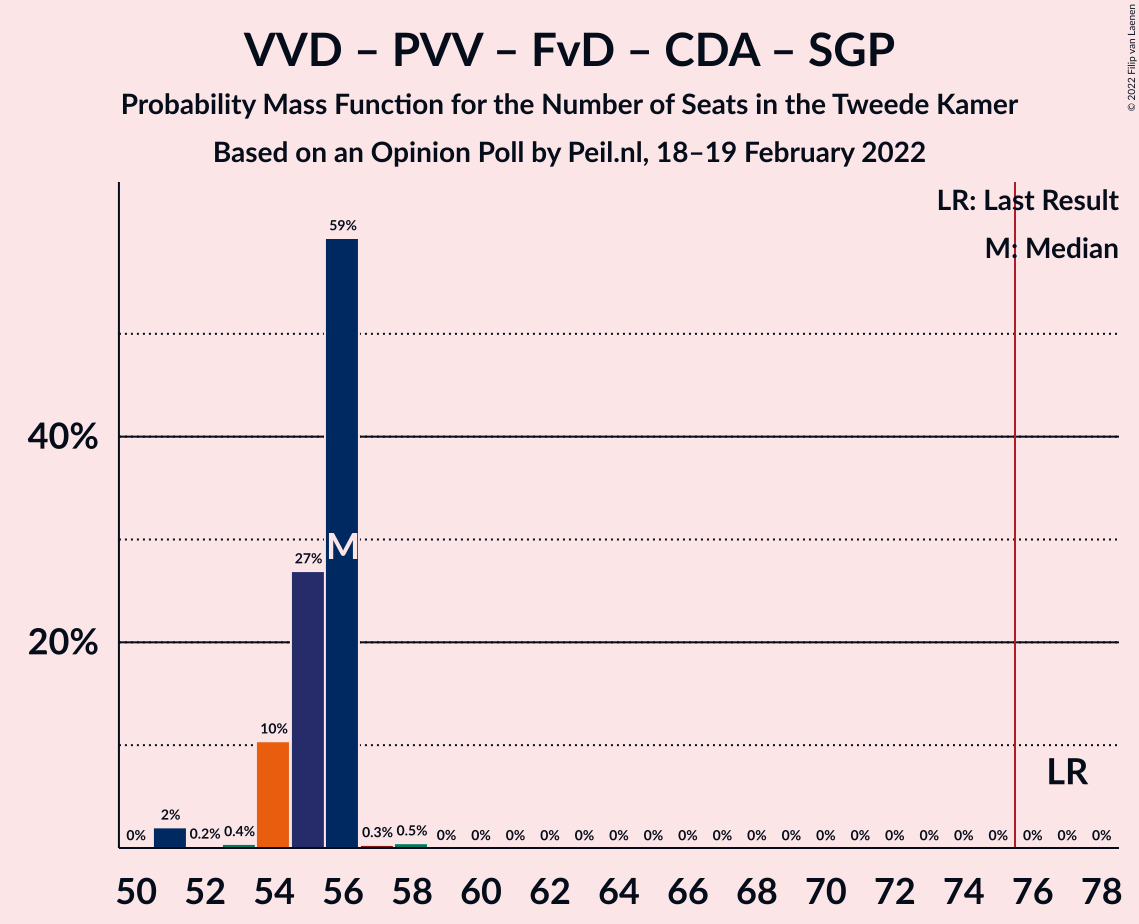 VVD – PVV – FvD – CDA – SGP
Probability Mass Function for the Number of Seats in the Tweede Kamer
Based on an Opinion Poll by Peil.nl, 18–19 February 2022
© 2022 Filip van Laenen
LR: Last Result
M: Median
59%
40%
M
27%
20%
10%
LR
0% 2% 0.2% 0.4% 0.3% 0.5% 0% 0% 0% 0% 0% 0% 0% 0% 0% 0% 0% 0% 0% 0% 0% 0% 0% 0% 0% 0%
50 52 54 56 58 60 62 64 66 68 70 72 74 76 78